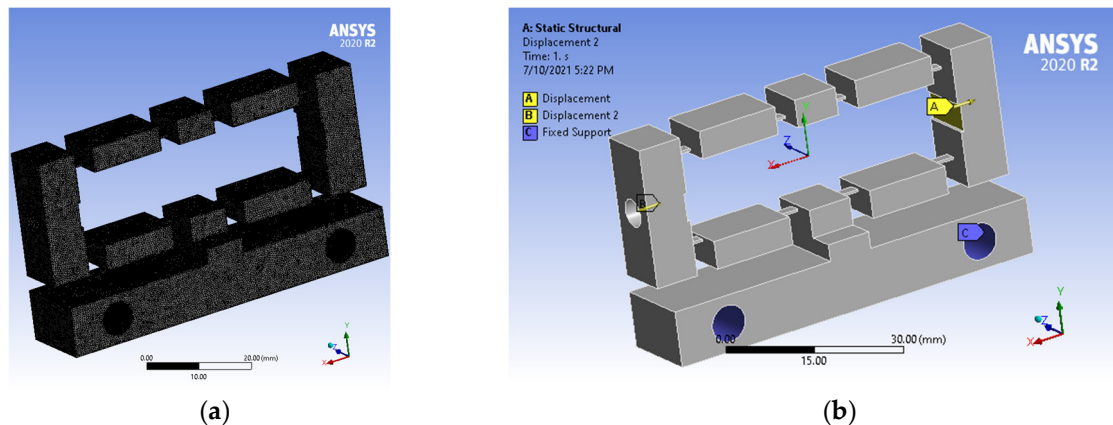 ANSYS
2020 R2
0.00
20.00 (mm)
10.00
Y
Z
X
(a)
A: Static Structural
Displacement 2
Time: 1. s
7/10/2021 5:22 PM
A Displacement
B Displacement 2
C Fixed Support
ANSYS
2020 R2
A
B
C
Y
Z
X
0.00
30.00 (mm)
15.00
Y
Z
X
(b)